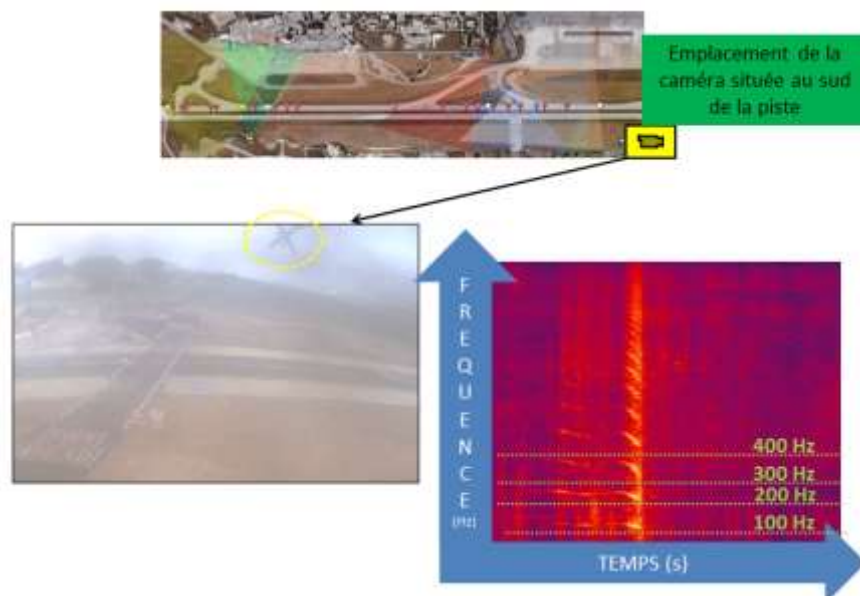 Emplacement de la
caméra située au sud
de la piste
FREQUENCE
(Hz)
400 Hz
300 Hz
200 Hz
100 Hz
TEMPS (s)